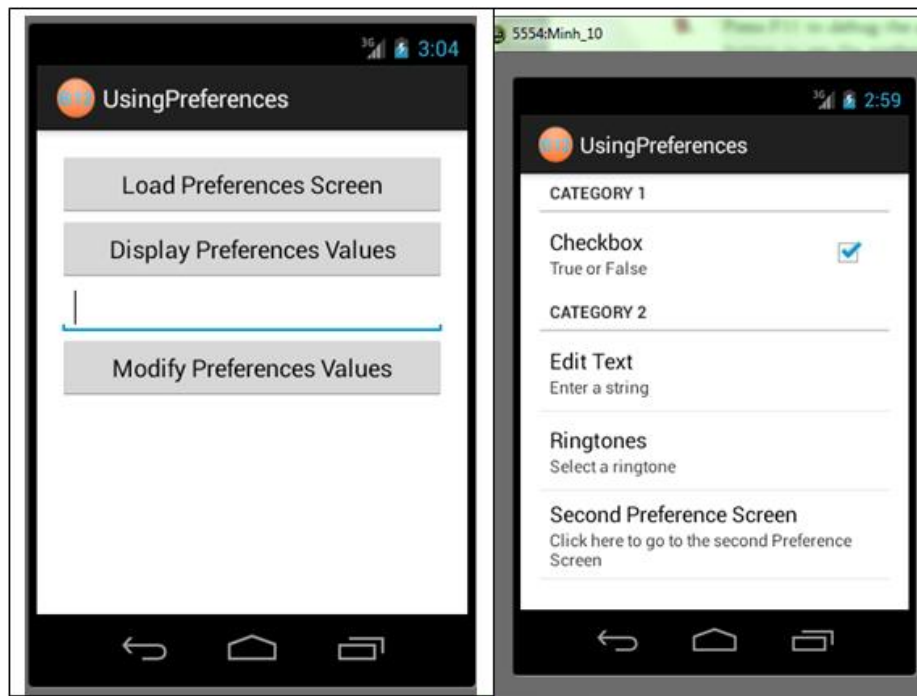 3G 3:04
UsingPreferences
Load Preferences Screen
Display Preferences Values
Modify Preferences Values
5554:Minh_10
3G 2:59
UsingPreferences
CATEGORY 1
Checkbox
True or False
CATEGORY 2
Edit Text
Enter a string
Ringtones
Select a ringtone
Second Preference Screen
Click here to go to the second Preference
Screen